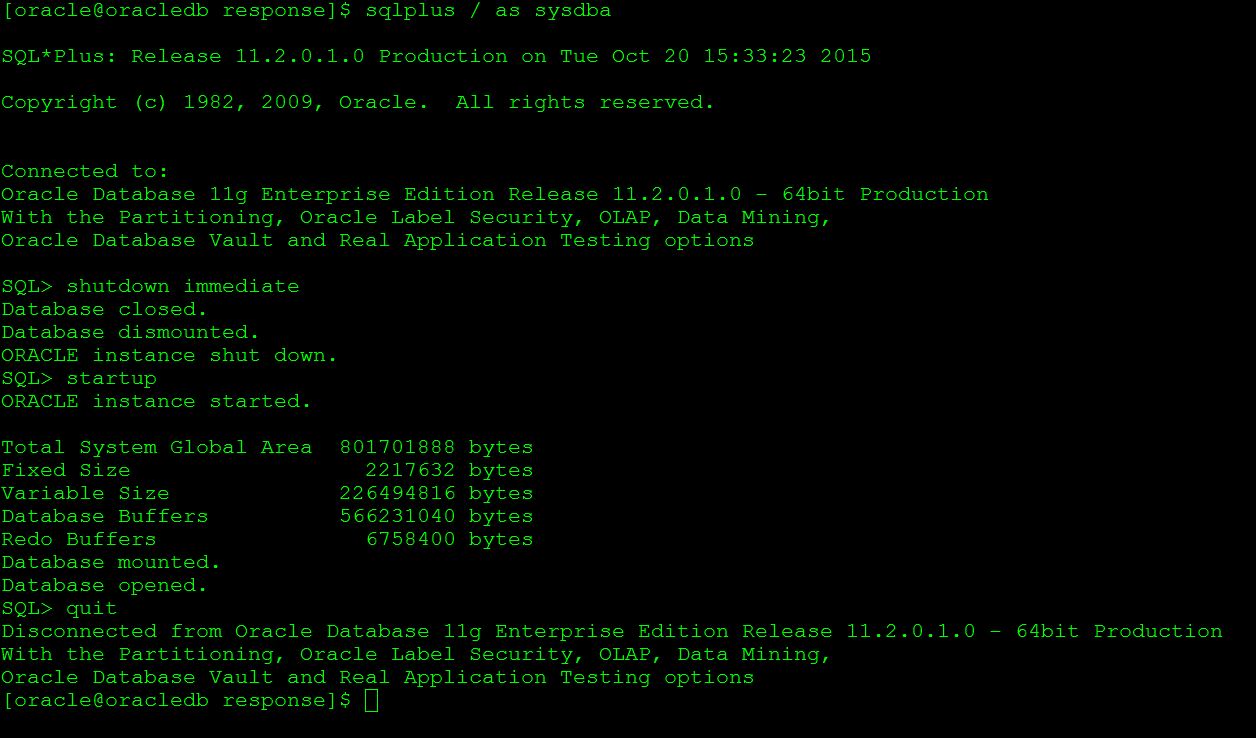 [oracle@oracledb response]$ sqlplus / as sysdba
SQL*Plus: Release 11.2.0.1.0 Production on Tue Oct 20 15:33:23 2015
Copyright (c) 1982, 2009, Oracle.  All rights reserved.
Connected to:
Oracle Database 11g Enterprise Edition Release 11.2.0.1.0 - 64bit Production
With the Partitioning, Oracle Label Security, OLAP, Data Mining,
Oracle Database Vault and Real Application Testing options
SQL> shutdown immediate
Database closed.
Database dismounted.
ORACLE instance shut down.
SQL> startup
ORACLE instance started.
Total System Global Area  801701888 bytes
Fixed Size                  2217632 bytes
Variable Size             226494816 bytes
Database Buffers          566231040 bytes
Redo Buffers                6758400 bytes
Database mounted.
Database opened.
SQL> quit
Disconnected from Oracle Database 11g Enterprise Edition Release 11.2.0.1.0 - 64bit Production
With the Partitioning, Oracle Label Security, OLAP, Data Mining,
Oracle Database Vault and Real Application Testing options
[oracle@oracledb response]$